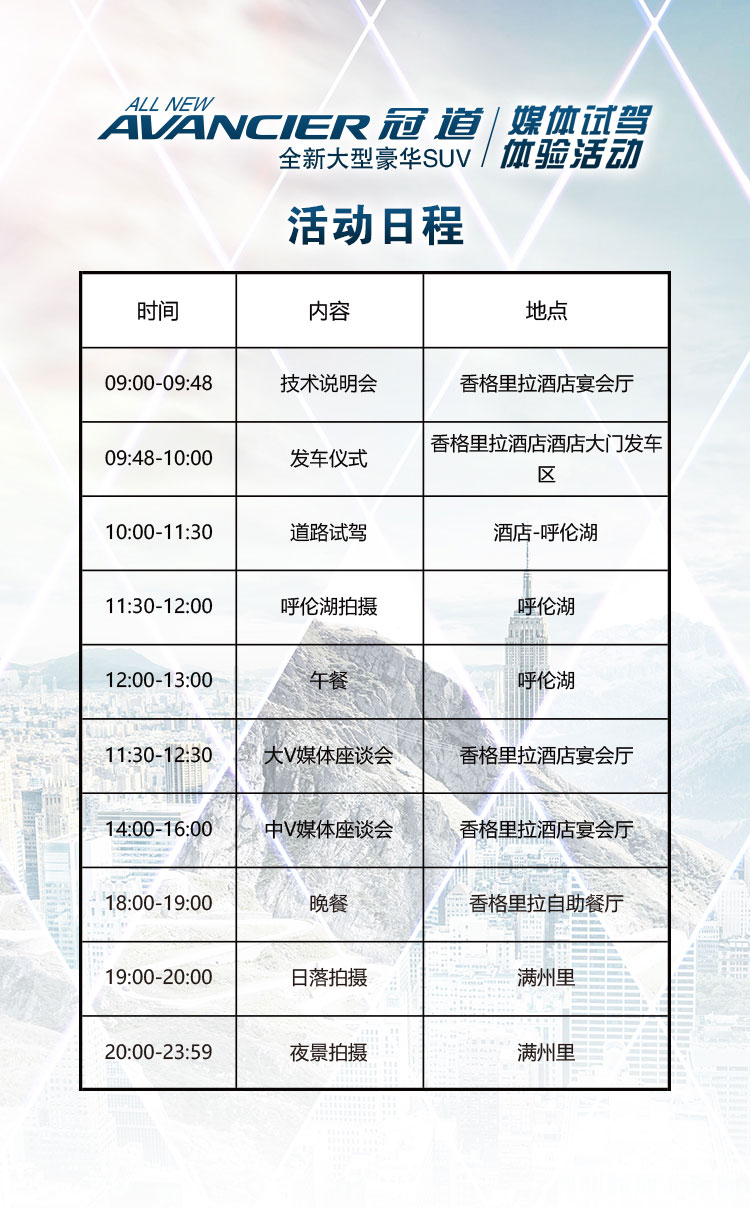 ALL NEW
AVANCIER 冠道
全新大型豪华SUV
媒体试驾
体验活动
活动日程
时间 内容 地点
09:00-09:48 技术说明会 香格里拉酒店宴会厅
09:48-10:00 发车仪式 香格里拉酒店酒店大门发车
区
10:00-11:30 道路试驾 酒店-呼伦湖
11:30-12:00 呼伦湖拍摄 呼伦湖
12:00-13:00 午餐 呼伦湖
11:30-12:30 大V媒体座谈会 香格里拉酒店宴会厅
14:00-16:00 中V媒体座谈会 香格里拉酒店宴会厅
18:00-19:00 晚餐 香格里拉自助餐厅
19:00-20:00 日落拍摄 满州里
20:00-23:59 夜景拍摄 满州里